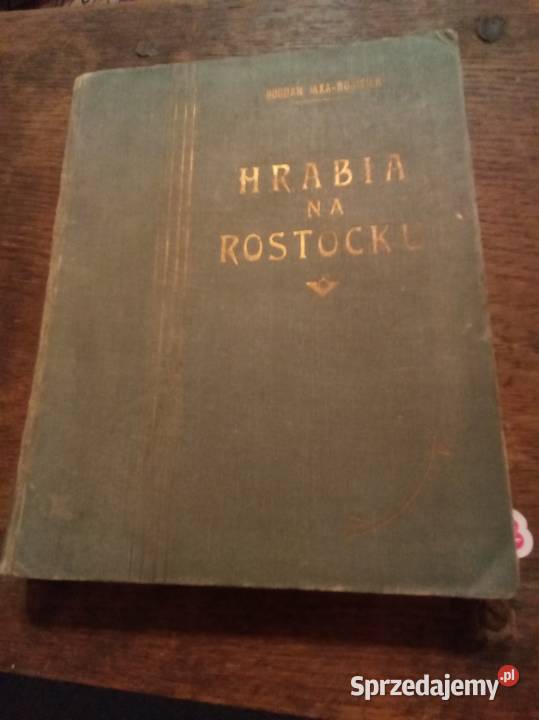 BOGDAN JAXA-RONIKIER
HRABIA
NA
ROSTOCKU
Sprzedajemy.pl